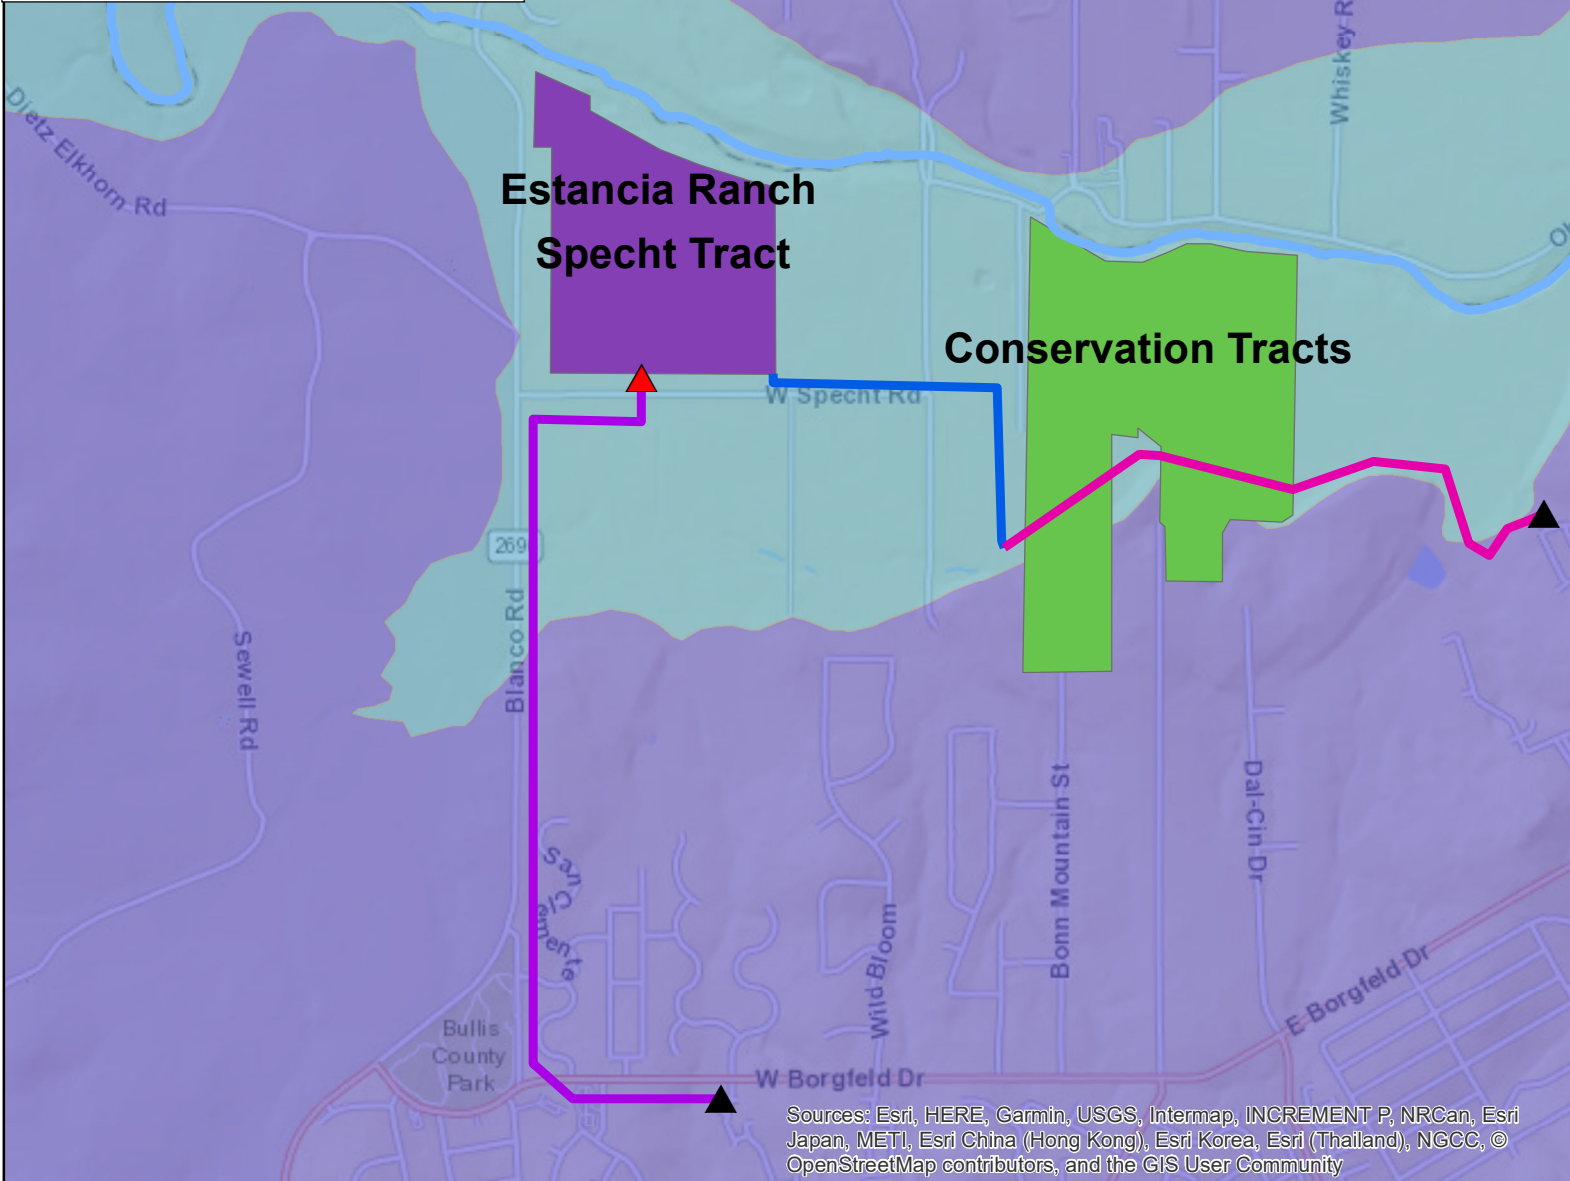 Whiskey R
Dietz Elkhorn Rd
Estancia Ranch
Specht Tract
Ol
Conservation Tracts
W Specht Rd
269
Blanco Rd
Sewell Rd
Bonn Mountain St
Dal-Cin Dr
San Clemente
Wild Bloom
E Borgfeld Dr
Bullis
County
Park
W Borgfeld Dr
Sources: Esri, HERE, Garmin, USGS, Intermap, INCREMENT P, NRCan, Esri
Japan, METI, Esri China (Hong Kong), Esri Korea, Esri (Thailand), NGCC, ©
OpenStreetMap contributors, and the GIS User Community